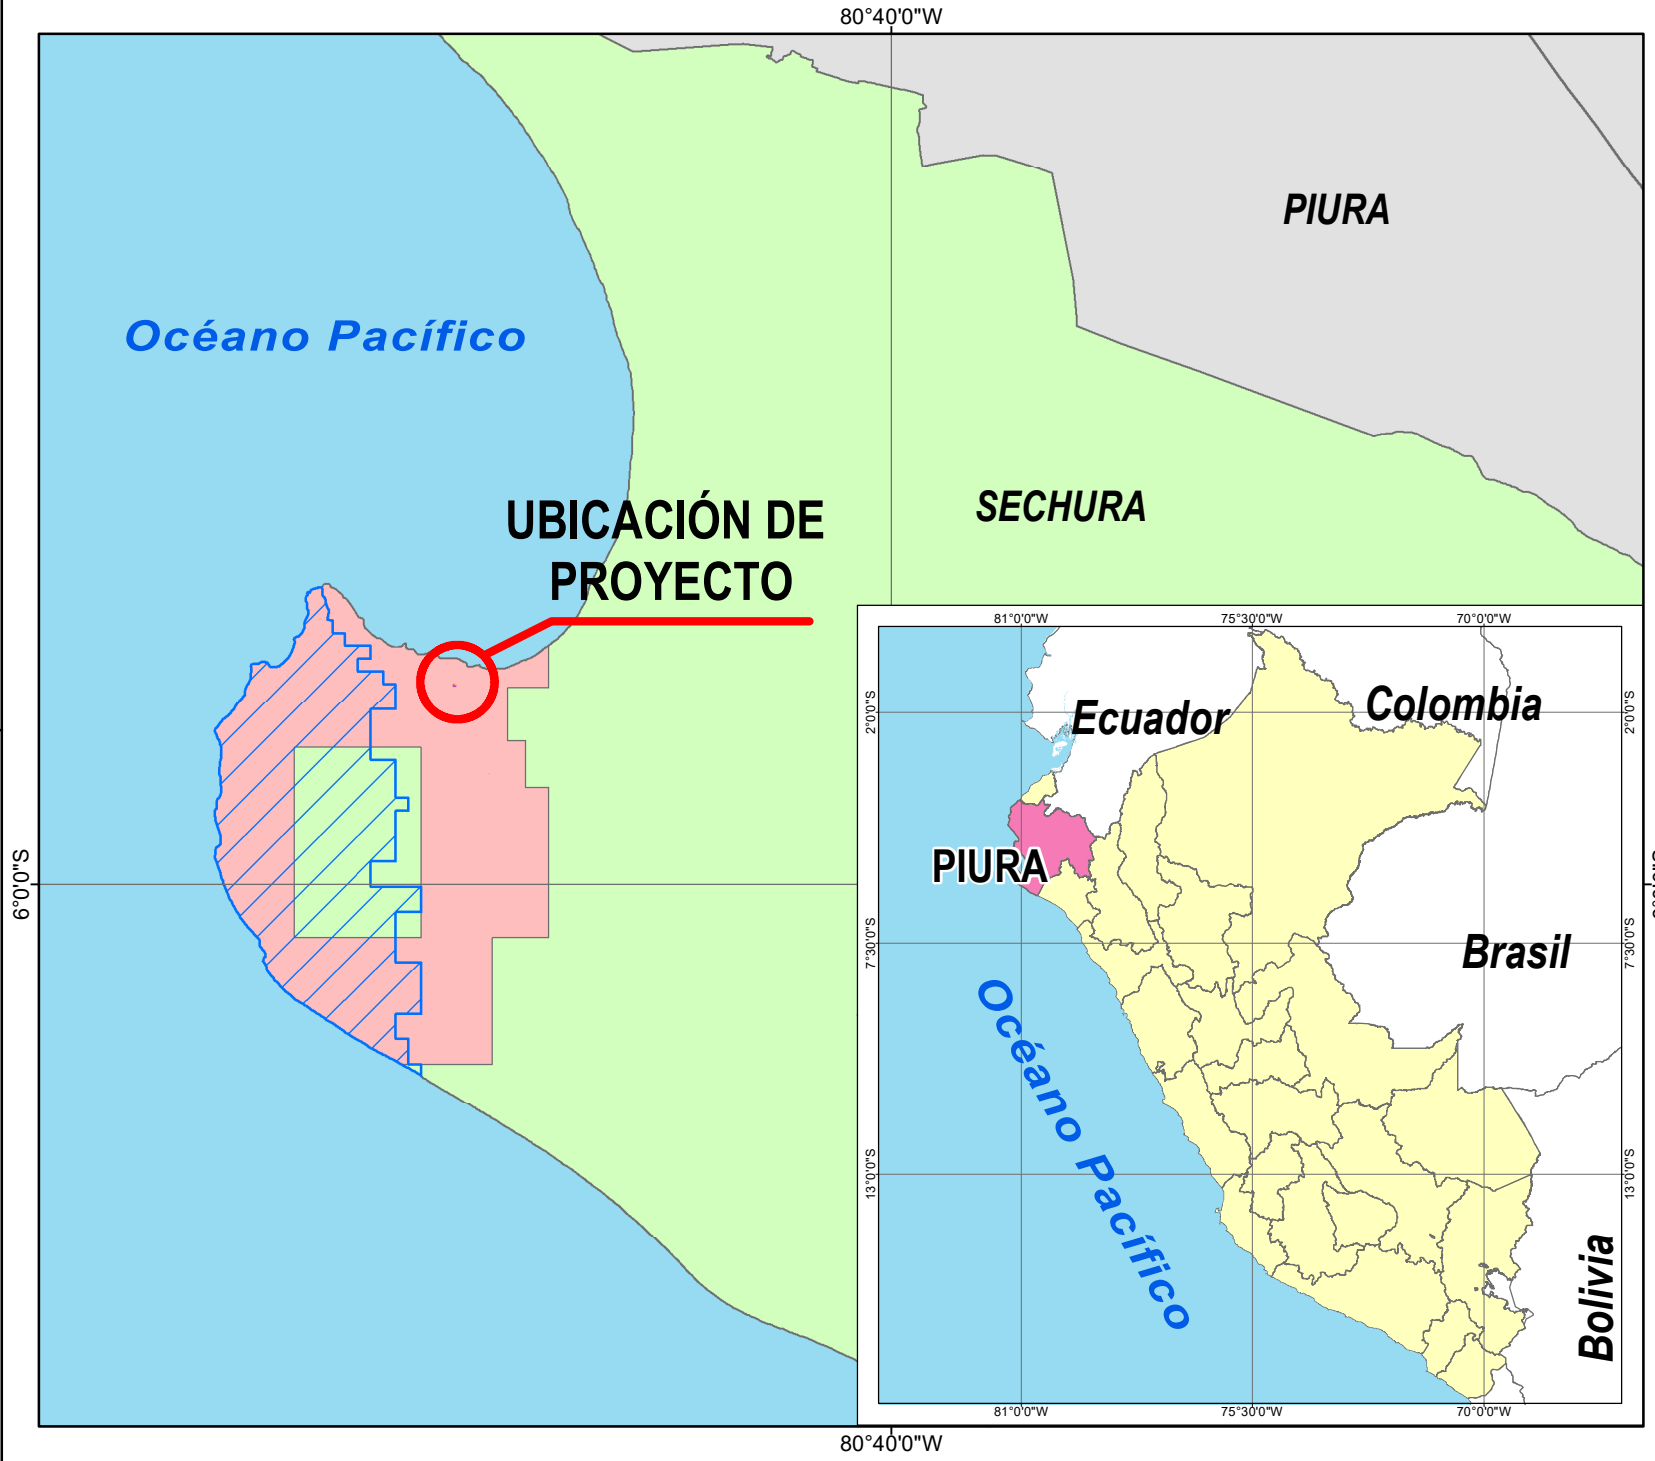 80°40'0"W
PIURA
Océano Pacífico
SECHURA
UBICACIÓN DE
PROYECTO
6°0'0"S
81°0'0"W
75°30'0"W
70°0'0"W
2°0'0"S
2°0'0"S
Ecuador
Colombia
PIURA
7°30'0"S
7°30'0"S
Brasil
Océano Pacífico
13°0'0"S
13°0'0"S
Bolivia
81°0'0"W
75°30'0"W
70°0'0"W
80°40'0"W